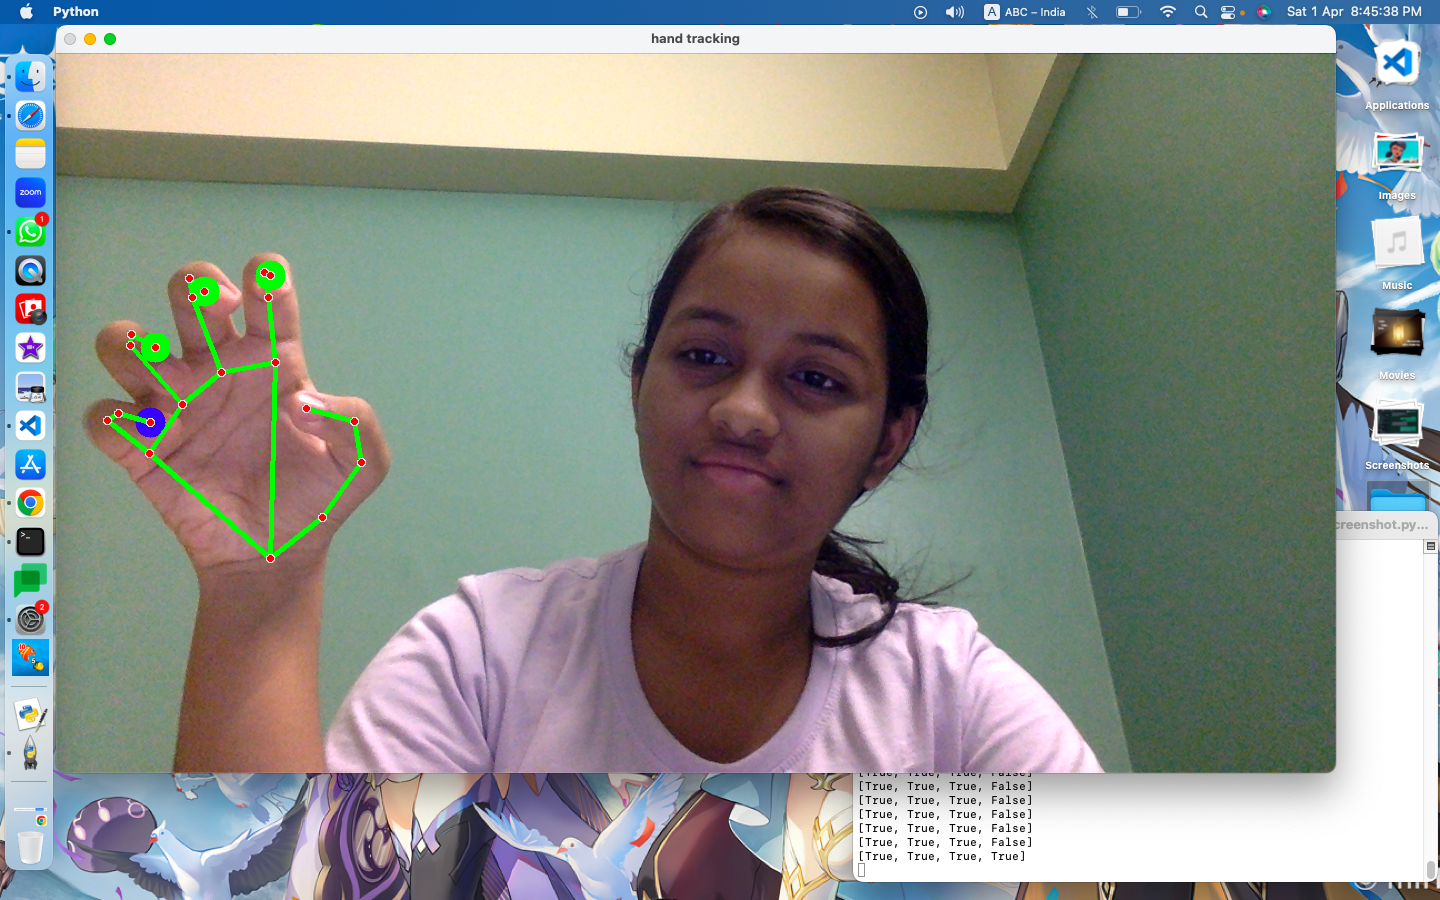 Python
A ABC – India
Sat 1 Apr 8:45:38 PM
hand tracking
Applications
zoom
Images
1
Music
Movies
Screenshots
creenshot.py...
2
[True, True, True, False]
[True, True, True, False]
[True, True, True, False]
[True, True, True, False]
[True, True, True, False]
[True, True, True, False]
[True, True, True, True]